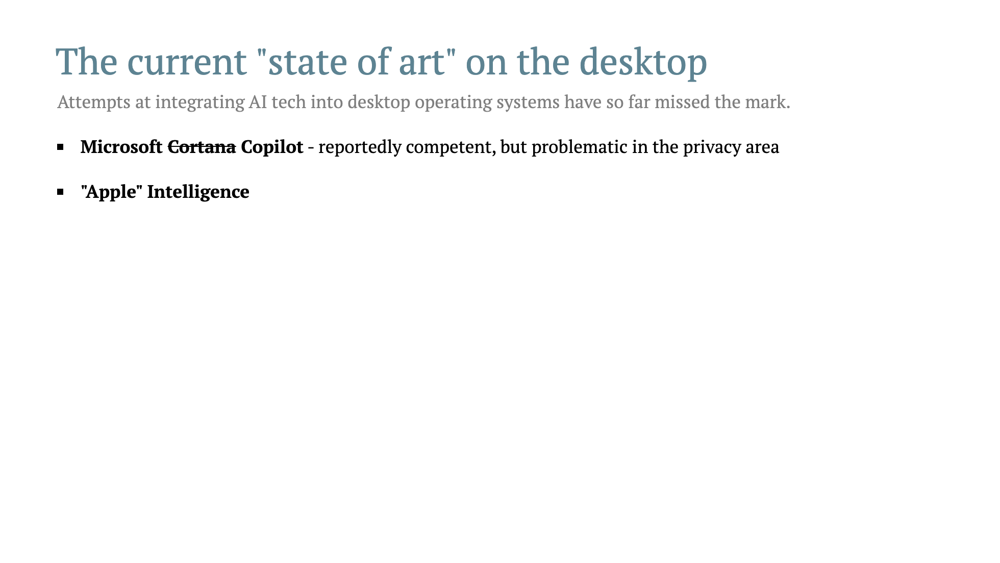 The current "state of art" on the desktop
Attempts at integrating AI tech into desktop operating systems have so far missed the mark.
▪ Microsoft Cortana Copilot - reportedly competent, but problematic in the privacy area
▪ "Apple" Intelligence